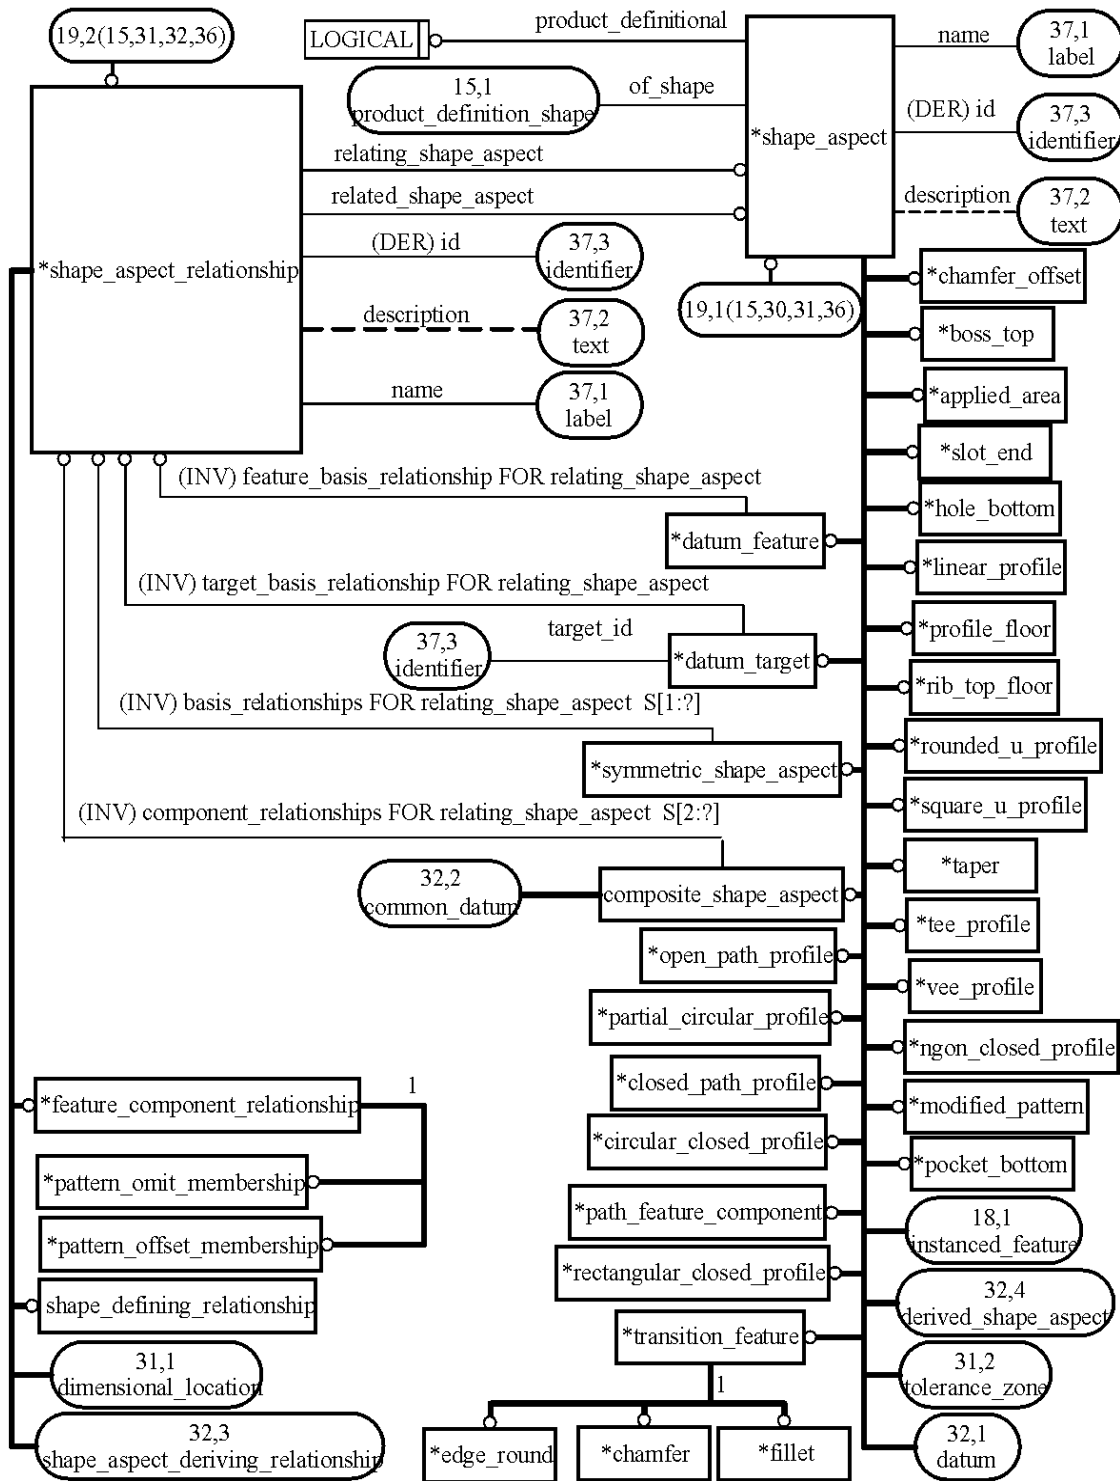 19,2(15,31,32,36)
LOGICAL
product_definitional
name
37,1
label
15,1
product_definition_shape
of_shape
*shape_aspect
(DER) id
37,3
identifier
relating_shape_aspect
related_shape_aspect
description
37,2
text
*shape_aspect_relationship
(DER) id
37,3
identifier
19,1(15,30,31,36)
description
37,2
text
name
37,1
label
*chamfer_offset
*boss_top
*applied_area
*slot_end
*hole_bottom
*linear_profile
*profile_floor
*rib_top_floor
*rounded_u_profile
*square_u_profile
*taper
*tee_profile
*vee_profile
*ngon_closed_profile
*modified_pattern
*pocket_bottom
18,1
instanced_feature
32,4
derived_shape_aspect
31,2
tolerance_zone
32,1
datum
(INV) feature_basis_relationship FOR relating_shape_aspect
*datum_feature
(INV) target_basis_relationship FOR relating_shape_aspect
target_id
37,3
identifier
*datum_target
(INV) basis_relationships FOR relating_shape_aspect S[1:?]
*symmetric_shape_aspect
(INV) component_relationships FOR relating_shape_aspect S[2:?]
32,2
common_datum
composite_shape_aspect
*open_path_profile
*partial_circular_profile
*closed_path_profile
*circular_closed_profile
*path_feature_component
*rectangular_closed_profile
*transition_feature
1
*edge_round
*chamfer
*fillet
*feature_component_relationship
1
*pattern_omit_membership
*pattern_offset_membership
shape_defining_relationship
31,1
dimensional_location
32,3
shape_aspect_deriving_relationship